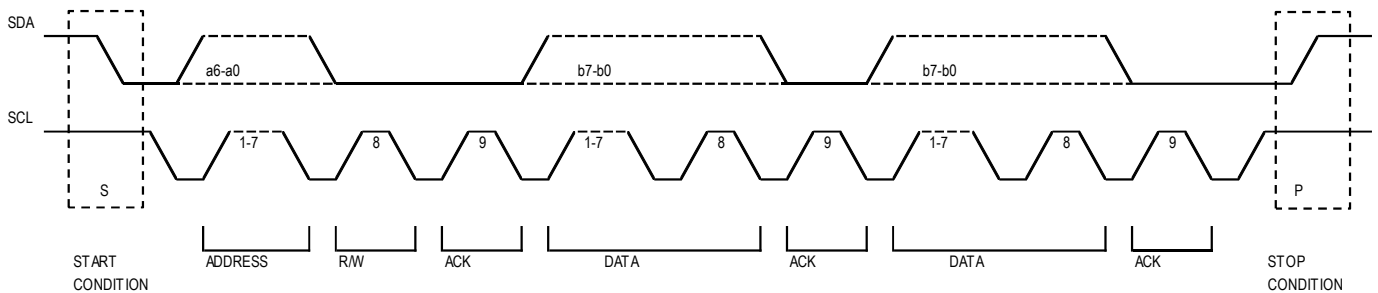 SDA
a6-a0 b7-b0 b7-b0
SCL
1-7 8 9 1-7 8 9 1-7 8 9
S P
START CONDITION ADDRESS R/W ACK DATA ACK DATA ACK STOP CONDITION